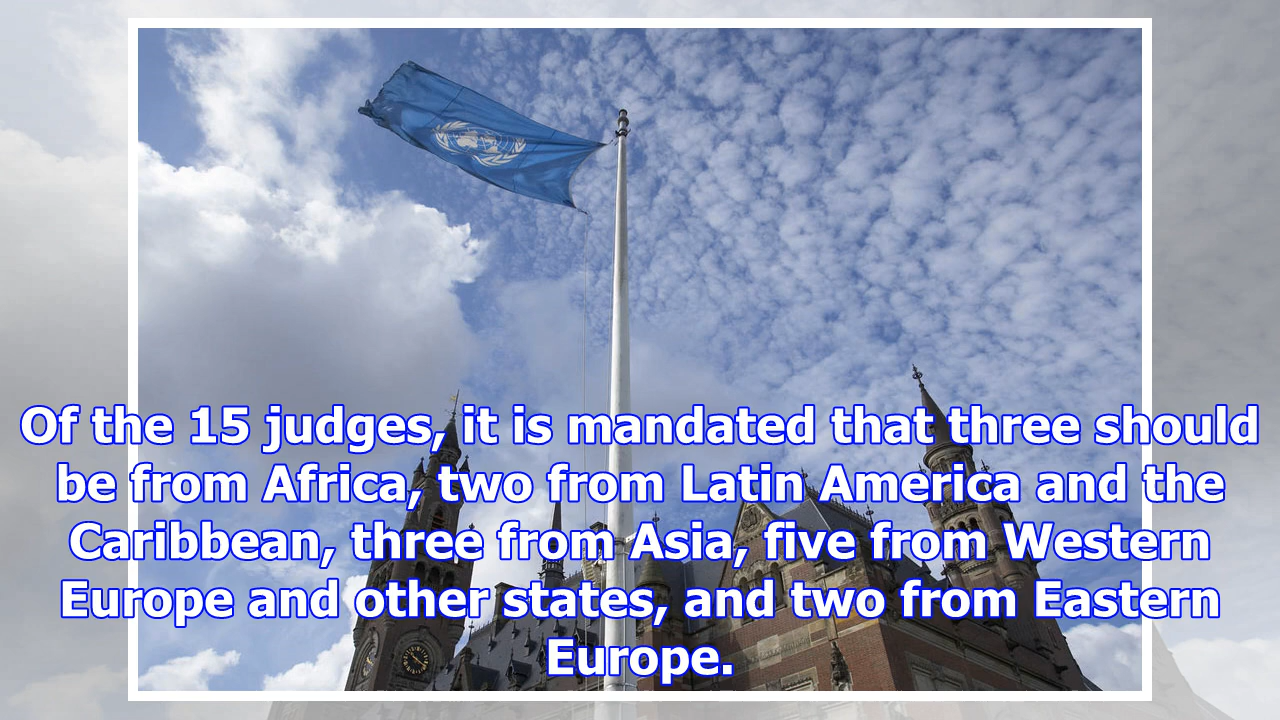 Of the 15 judges, it is mandated that three should
be from Africa, two from Latin America and the
Caribbean, three from Asia, five from Western
Europe and other states, and two from Eastern
Europe.